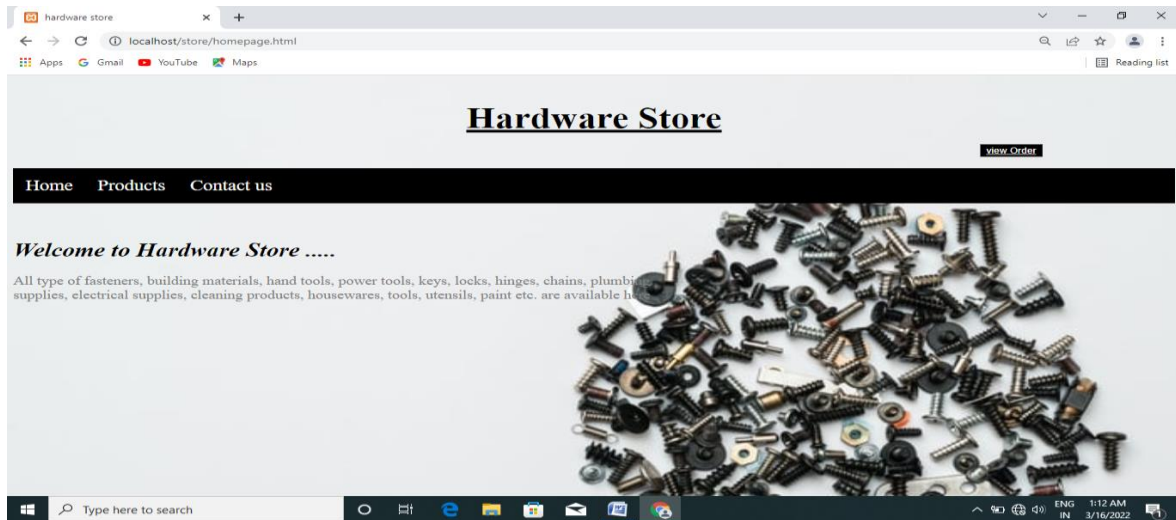 hardware store
localhost/store/homepage.html
Apps Gmail YouTube Maps Reading list
Hardware Store
view Order
Home Products Contact us
Welcome to Hardware Store .....
All type of fasteners, building materials, hand tools, power tools, keys, locks, hinges, chains, plumbing
supplies, electrical supplies, cleaning products, housewares, tools, utensils, paint etc. are available
Type here to search
ENG 1:12 AM
IN 3/16/2022